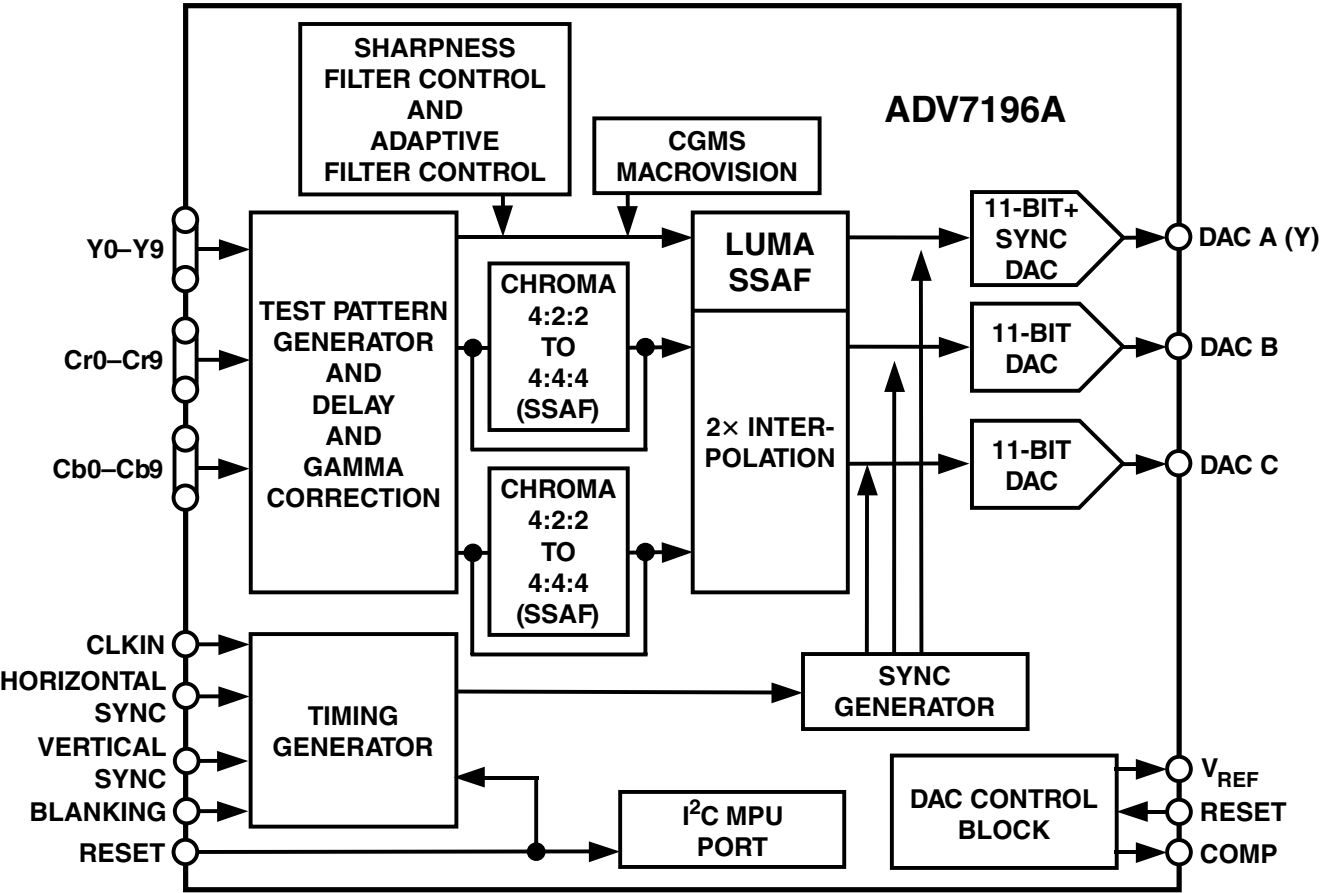 SHARPNESS
FILTER CONTROL
AND
ADAPTIVE
FILTER CONTROL
CGMS
MACROVISION
ADV7196A
Y0–Y9
Cr0–Cr9
Cb0–Cb9
TEST PATTERN
GENERATOR
AND
DELAY
AND
GAMMA
CORRECTION
CHROMA
4:2:2
TO
4:4:4
(SSAF)
CHROMA
4:2:2
TO
4:4:4
(SSAF)
LUMA
SSAF
2× INTER-
POLATION
11-BIT+
SYNC
DAC
DAC A (Y)
11-BIT
DAC
DAC B
11-BIT
DAC
DAC C
CLKIN
HORIZONTAL
SYNC
VERTICAL
SYNC
BLANKING
RESET
TIMING
GENERATOR
SYNC
GENERATOR
I²C MPU
PORT
DAC CONTROL
BLOCK
VREF
RESET
COMP